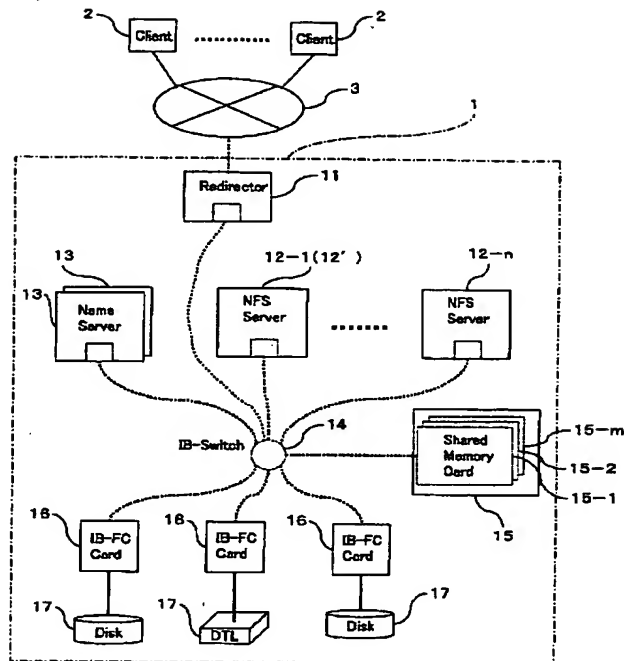 2 2
Client Client
3
1
Redirector
11
13 12-1(12') 12-n
13
Name
Server
NFS
Server
NFS
Server
14
IB-Switch
Shared
Memory
Card
15-m
15-2
15-1
15
16 16 16
IB-FC
Card
IB-FC
Card
IB-FC
Card
17 17 17
Disk DTL Disk